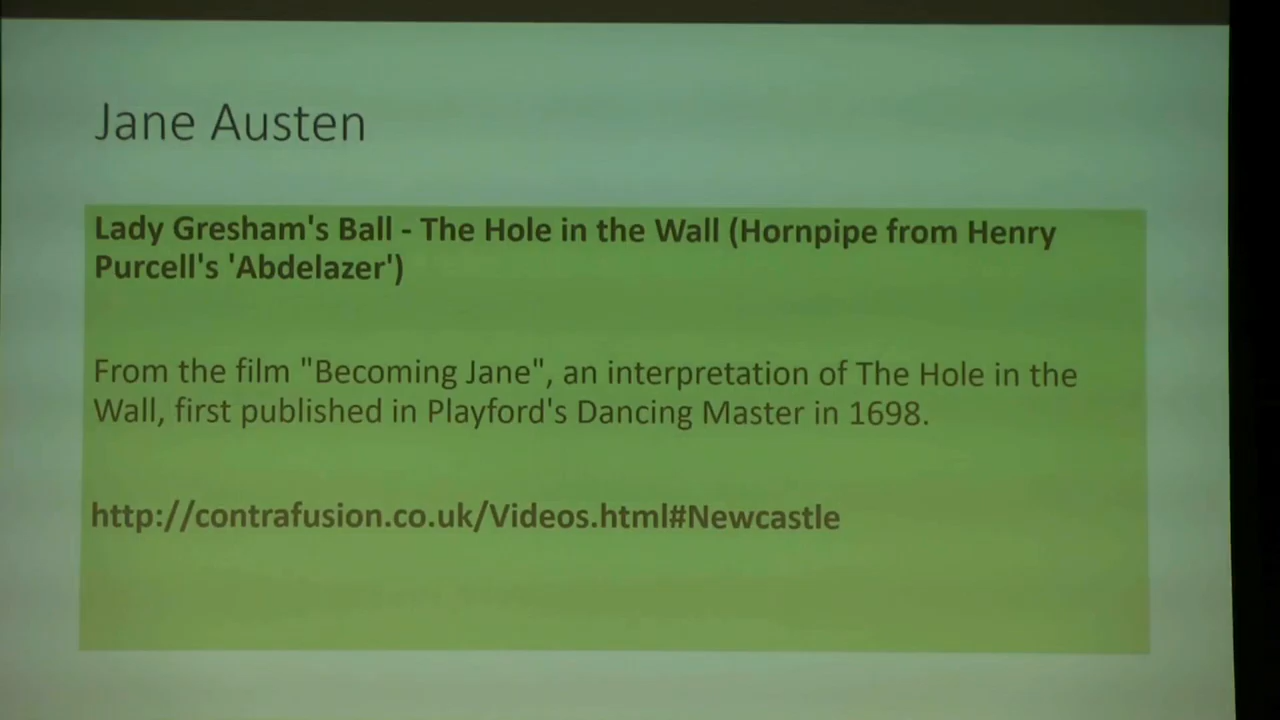 Jane Austen
Lady Gresham's Ball - The Hole in the Wall (Hornpipe from Henry
Purcell's 'Abdelazer')
From the film "Becoming Jane", an interpretation of The Hole in the
Wall, first published in Playford's Dancing Master in 1698.
http://contrafusion.co.uk/Videos.html#Newcastle